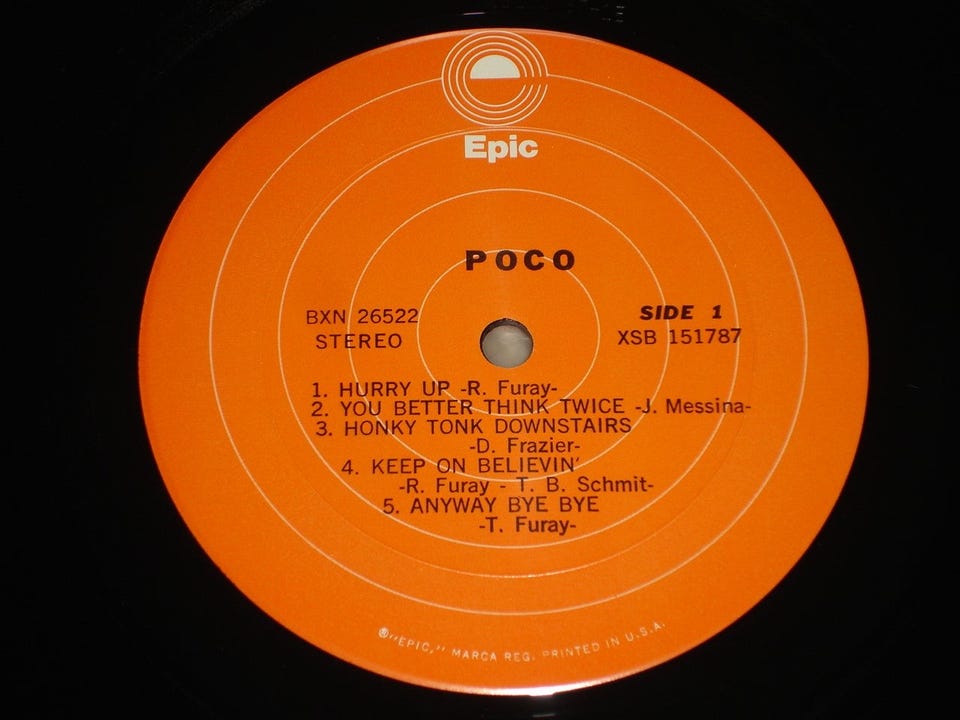 Epic
POCO
BXN 26522
STEREO
SIDE 1
XSB 151787
1. HURRY UP -R. Furay-
2. YOU BETTER THINK TWICE -J. Messina-
3. HONKY TONK DOWNSTAIRS
-D. Frazier-
4. KEEP ON BELIEVIN'
-R. Furay - T. B. Schmit-
5. ANYWAY BYE BYE
-T. Furay-
®"EPIC," MARCA REG. PRINTED IN U.S.A.